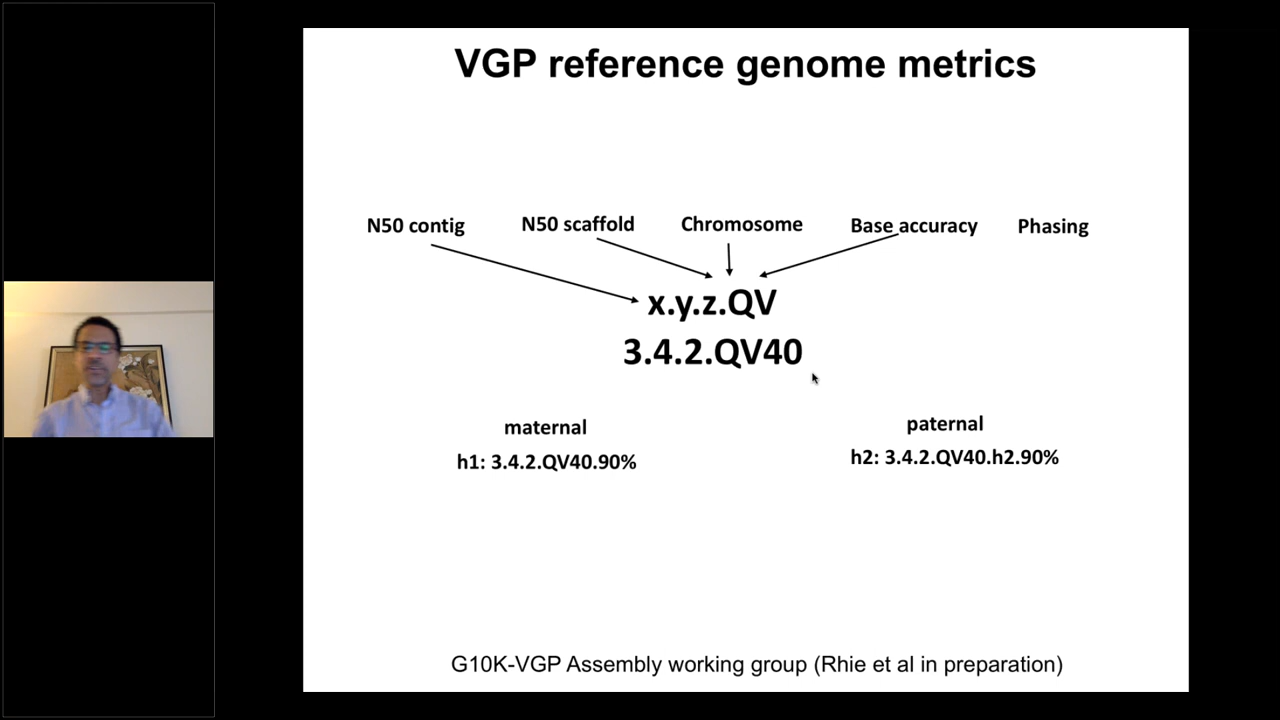 VGP reference genome metrics
N50 contig N50 scaffold Chromosome Base accuracy Phasing
x.y.z.QV
3.4.2.QV40
maternal paternal
h1: 3.4.2.QV40.90% h2: 3.4.2.QV40.h2.90%
G10K-VGP Assembly working group (Rhie et al in preparation)